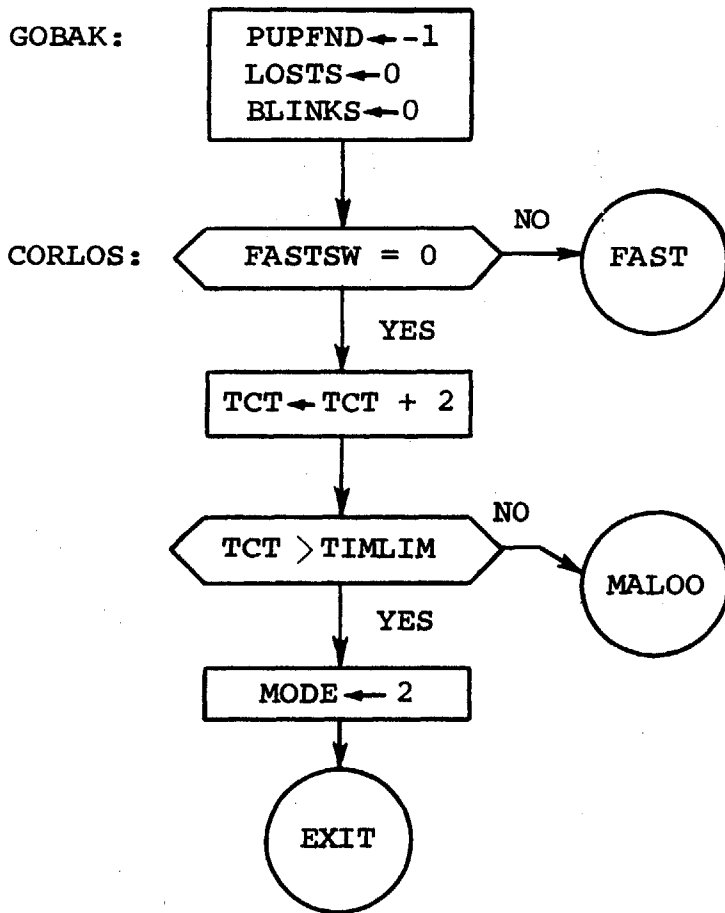 GOBAK:
PUPFND←-1
LOSTS←0
BLINKS←0
CORLOS:
FASTSW = 0
NO
FAST
YES
TCT←TCT + 2
TCT >TIMLIM
NO
MALOO
YES
MODE← 2
EXIT